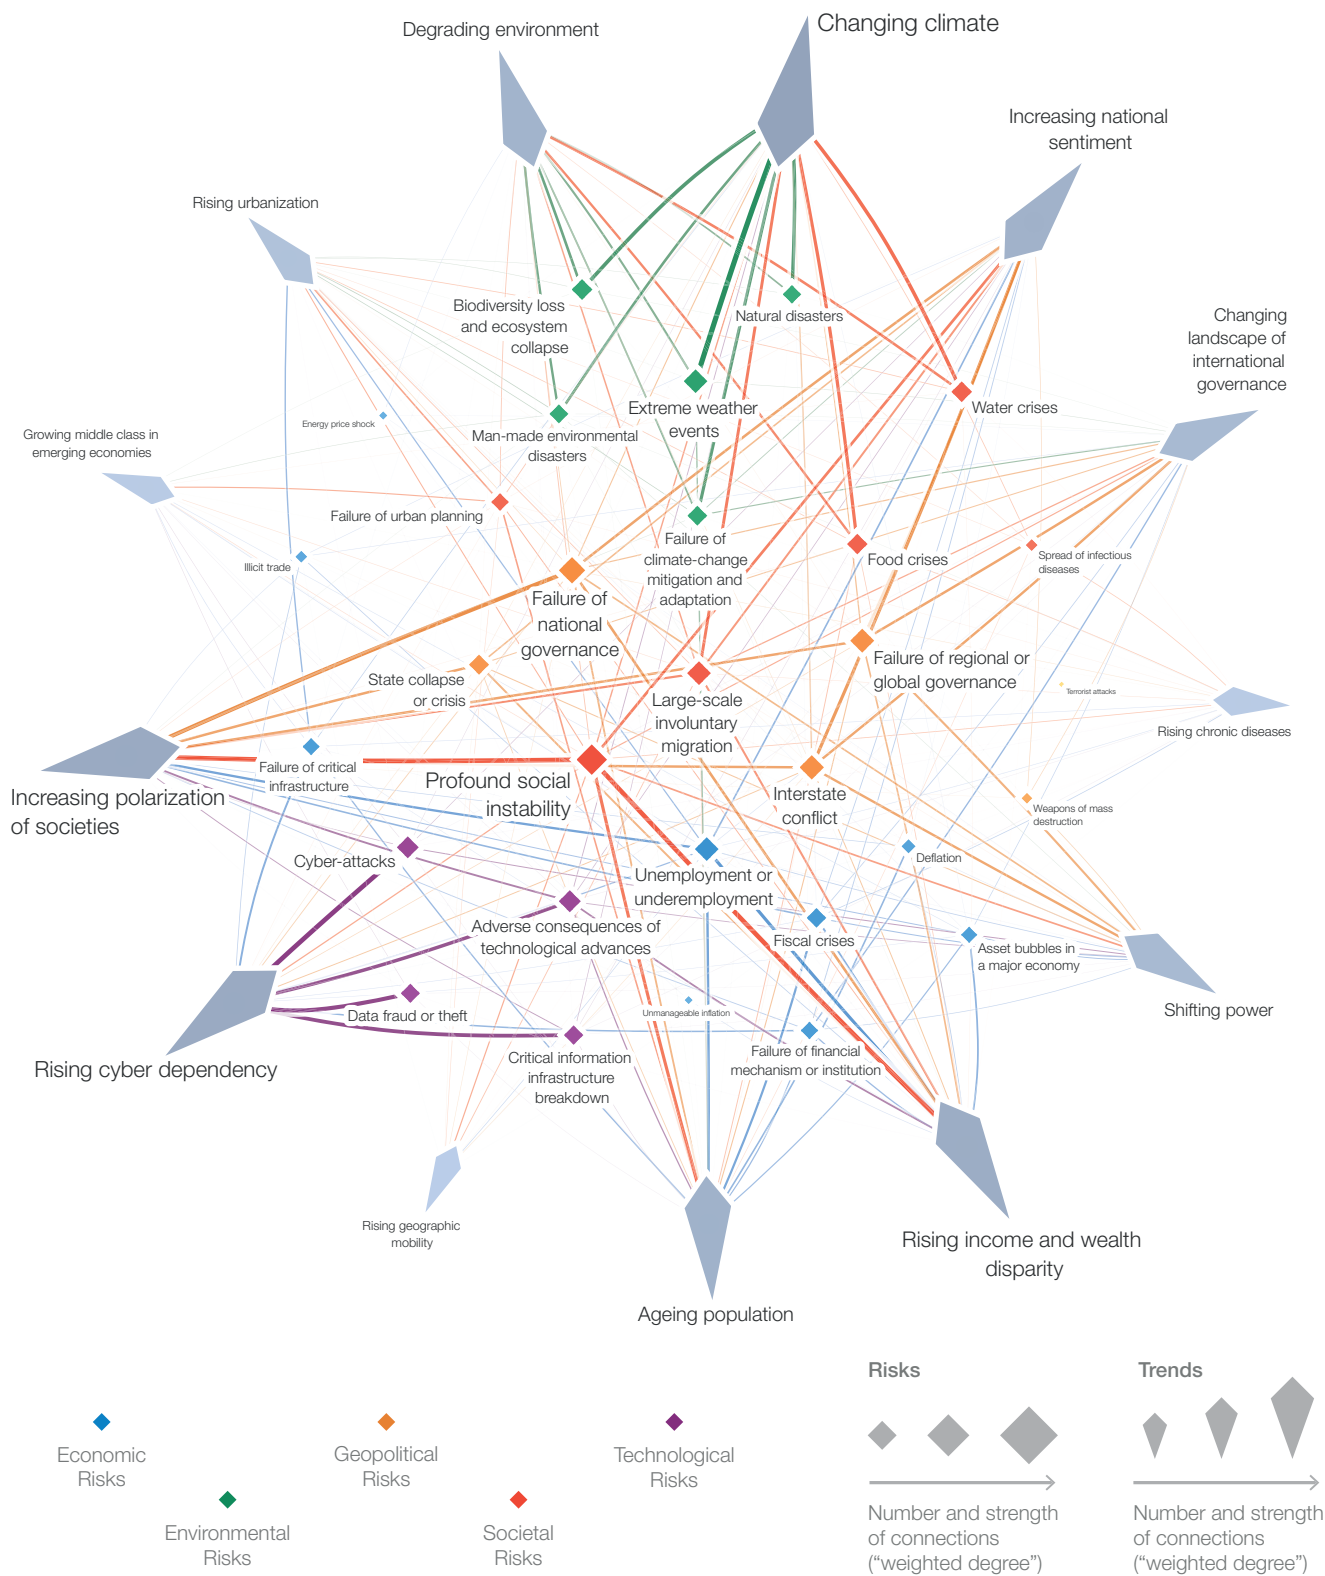 Changing climate
Degrading environment
Increasing national
sentiment
Rising urbanization
Biodiversity loss
and ecosystem
collapse
Natural disasters
Changing
landscape of
international
governance
Extreme weather
events
Water crises
Energy price shock
Man-made environmental
disasters
Growing middle class in
emerging economies
Failure of urban planning
Failure of
climate-change
mitigation and
adaptation
Food crises
Spread of infectious
diseases
Illicit trade
Failure of
national
governance
State collapse
or crisis
Failure of regional or
global governance
Large-scale
involuntary
migration
Terrorist attacks
Rising chronic diseases
Failure of critical
infrastructure
Increasing polarization
of societies
Profound social
instability
Interstate
conflict
Weapons of mass
destruction
Cyber-attacks
Unemployment or
underemployment
Deflation
Adverse consequences of
technological advances
Fiscal crises
Asset bubbles in
a major economy
Data fraud or theft
Unmanageable inflation
Shifting power
Rising cyber dependency
Critical information
infrastructure
breakdown
Failure of financial
mechanism or institution
Rising geographic
mobility
Rising income and wealth
disparity
Ageing population
Risks
Trends
Economic
Risks
Geopolitical
Risks
Technological
Risks
Environmental
Risks
Societal
Risks
Number and strength
of connections
(“weighted degree”)
Number and strength
of connections
(“weighted degree”)